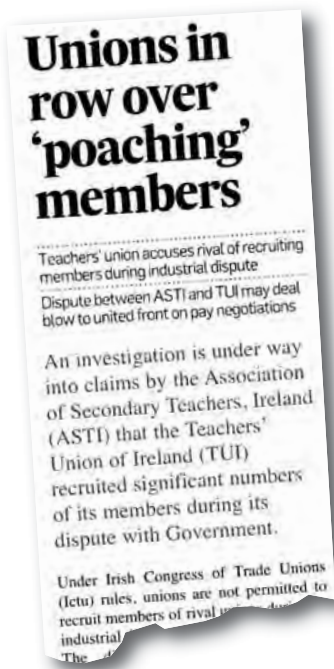 Unions in
row over
‘poaching’
members
Teachers' union accuses rival of recruiting
members during industrial dispute
Dispute between ASTI and TUI may deal
blow to united front on pay negotiations
An investigation is under way
into claims by the Association
of Secondary Teachers, Ireland
(ASTI) that the Teachers'
Union of Ireland (TUI)
recruited significant numbers
of its members during its
dispute with Government.
Under Irish Congress of Trade Unions
(Ictu) rules, unions are not permitted to
recruit members of rival
industrial
The